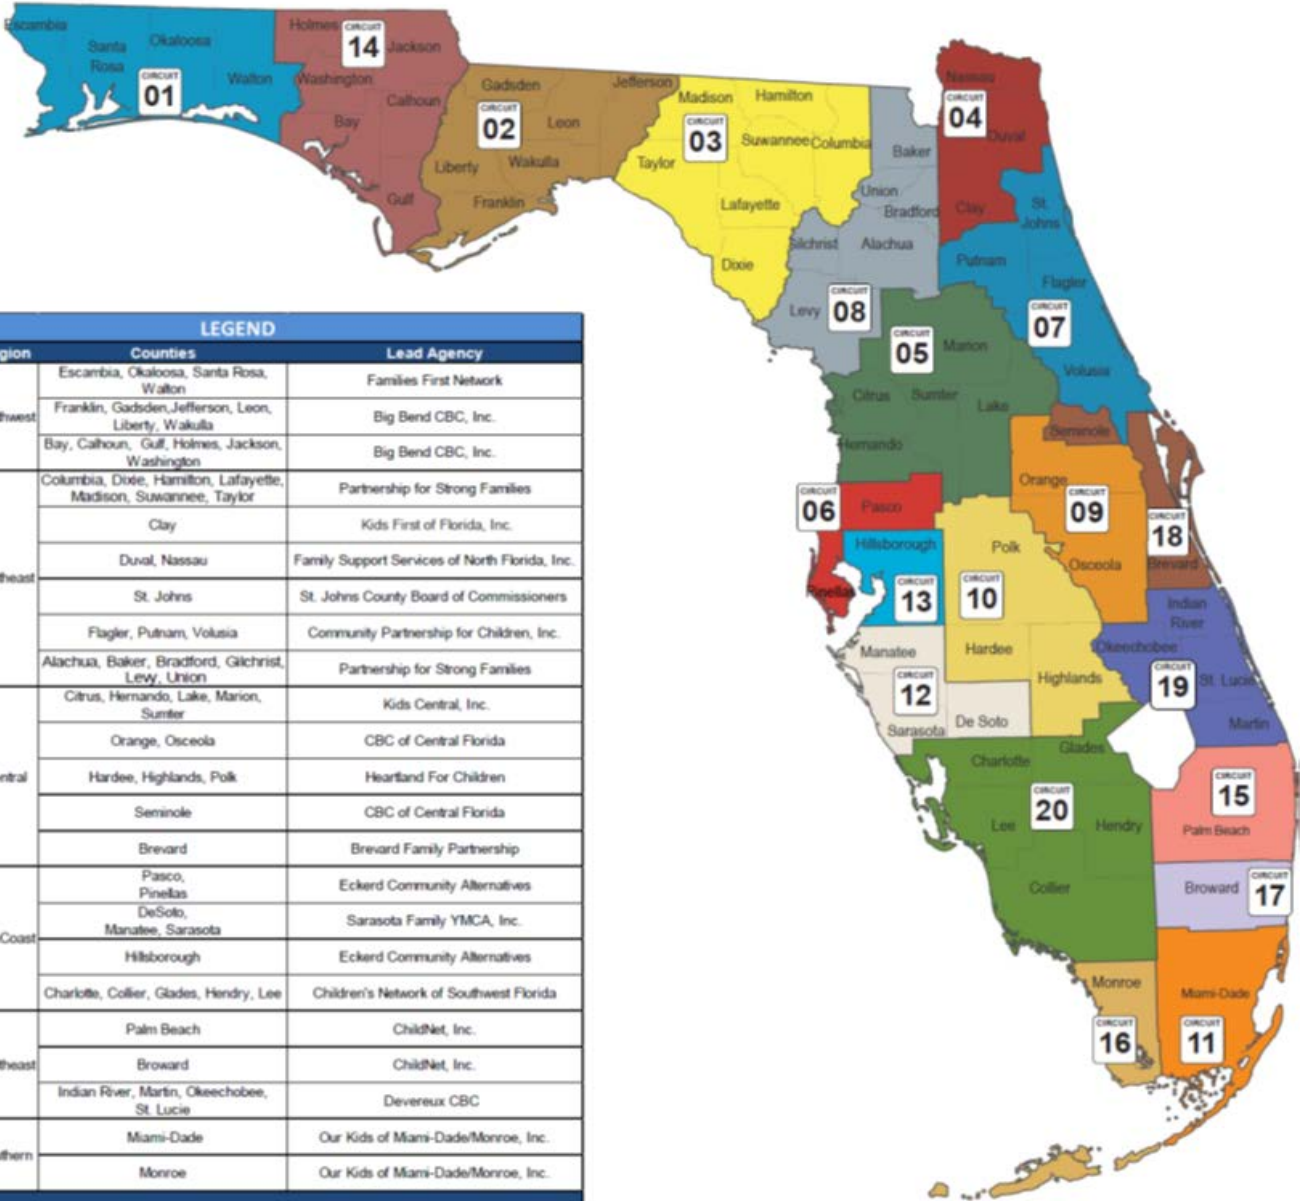 Escambia
Santa
Rosa
Okaloosa
Walton
CIRCUIT
01
Holmes
CIRCUIT
14
Jackson
Washington
Calhoun
Bay
Gulf
Gadsden
Jefferson
CIRCUIT
02
Leon
Liberty
Wakulla
Franklin
Madison
Hamilton
CIRCUIT
03
Suwannee
Columbia
Taylor
Lafayette
Dixie
Baker
Union
Bradford
Gilchrist
Alachua
Levy
CIRCUIT
08
Nassau
CIRCUIT
04
Duval
Clay
St.
Johns
Putnam
Flagler
CIRCUIT
07
Volusia
CIRCUIT
05
Marion
Citrus
Sumter
Lake
Hernando
Seminole
Orange
CIRCUIT
09
Osceola
CIRCUIT
18
Brevard
CIRCUIT
06
Pasco
Pinellas
Hillsborough
CIRCUIT
13
Polk
CIRCUIT
10
Hardee
Highlands
Manatee
CIRCUIT
12
Sarasota
De Soto
Indian
River
Okeechobee
CIRCUIT
19
St. Lucie
Martin
Charlotte
Glades
CIRCUIT
20
Lee
Hendry
Collier
CIRCUIT
15
Palm Beach
Broward
CIRCUIT
17
Monroe
CIRCUIT
16
Miami-Dade
CIRCUIT
11
LEGEND
gion Counties Lead Agency
Escambia, Okaloosa, Santa Rosa,
Walton
Families First Network
hwest
Franklin, Gadsden,Jefferson, Leon,
Liberty, Wakulla
Big Bend CBC, Inc.
Bay, Calhoun, Gulf, Holmes, Jackson,
Washington
Big Bend CBC, Inc.
Columbia, Dixie, Hamilton, Lafayette,
Madison, Suwannee, Taylor
Partnership for Strong Families
Clay Kids First of Florida, Inc.
Duval, Nassau Family Support Services of North Florida, Inc.
heast
St. Johns St. Johns County Board of Commissioners
Flagler, Putnam, Volusia Community Partnership for Children, Inc.
Alachua, Baker, Bradford, Gilchrist,
Levy, Union
Partnership for Strong Families
Citrus, Hernando, Lake, Marion,
Sumter
Kids Central, Inc.
Orange, Osceola CBC of Central Florida
ntral Hardee, Highlands, Polk Heartland For Children
Seminole CBC of Central Florida
Brevard Brevard Family Partnership
Pasco,
Pinellas
Eckerd Community Alternatives
DeSoto,
Manatee, Sarasota
Sarasota Family YMCA, Inc.
Coast
Hillsborough Eckerd Community Alternatives
Charlotte, Collier, Glades, Hendry, Lee Children's Network of Southwest Florida
Palm Beach ChildNet, Inc.
theast Broward ChildNet, Inc.
Indian River, Martin, Okeechobee,
St. Lucie
Devereux CBC
Miami-Dade Our Kids of Miami-Dade/Monroe, Inc.
thern
Monroe Our Kids of Miami-Dade/Monroe, Inc.